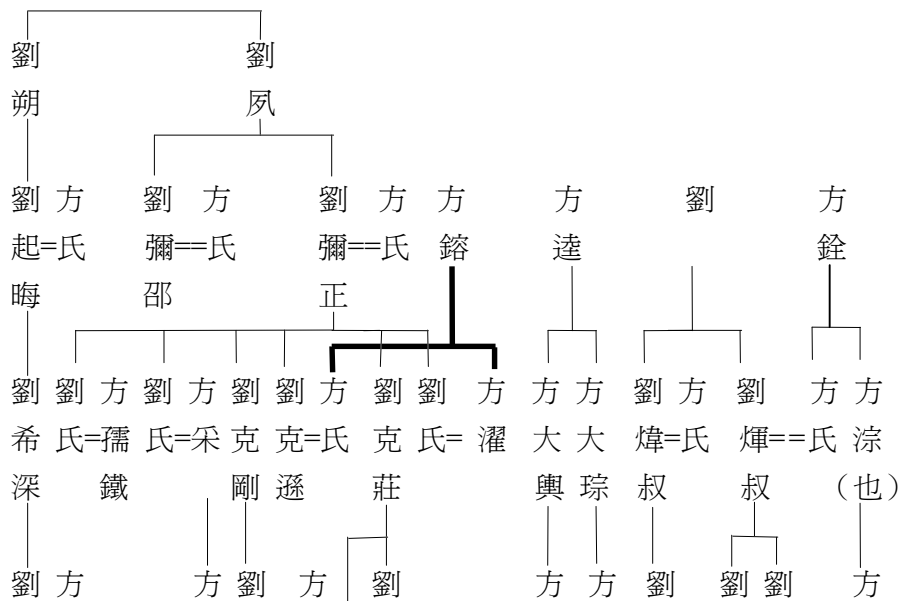 劉 劉
朔 夙
劉 方 劉 方 劉 方 方 方 劉 方
起=氏 彌==氏 彌==氏 鎔 逵 銓
晦 邵 正
劉 劉 方 劉 方 劉 劉 方 劉 劉 方 方 方 劉 方 劉 方 方
希 氏=孺 氏=采 克 克=氏 克 氏= 濯 大 大 煒=氏 煇==氏 淙
深 鐵 剛 遜 莊 輿 琮 叔 叔 (也)
劉 方 方 劉 方 劉 方 方 劉 劉 劉 方